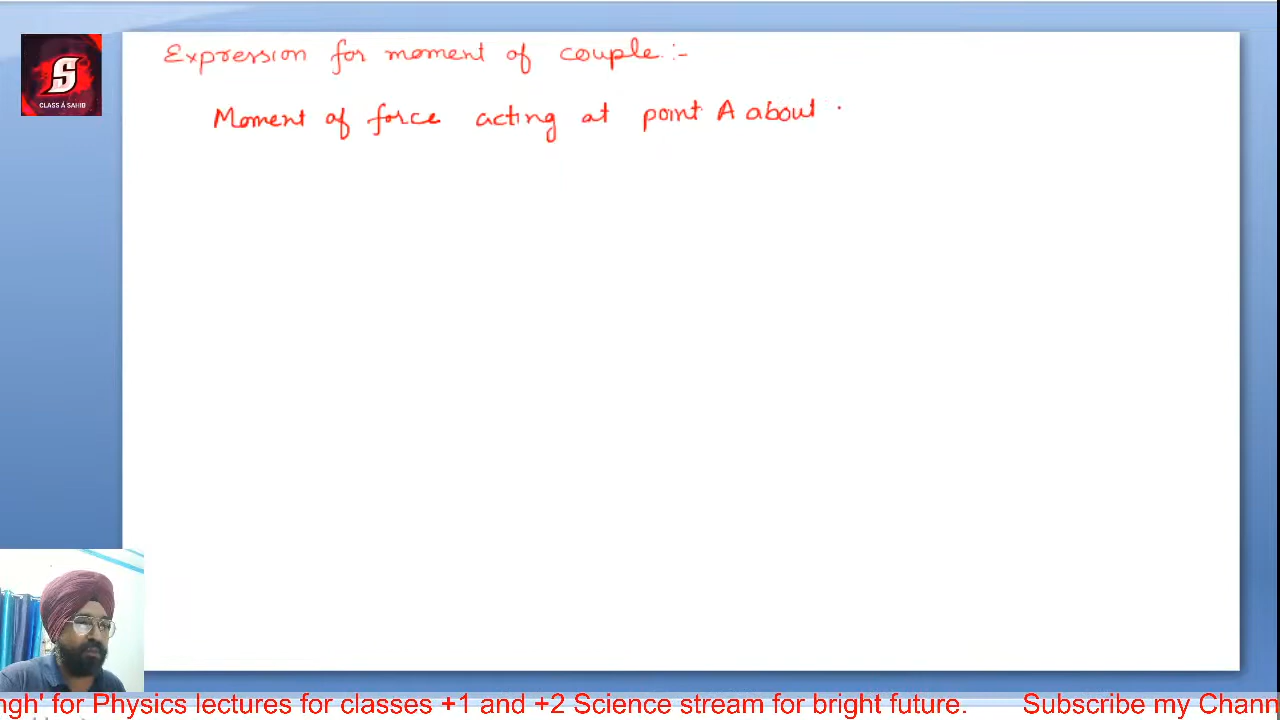 S
CLASS Á SAHIB
Expression for moment of couple :-
Moment of force acting at point A about
ngh' for Physics lectures for classes +1 and +2 Science stream for bright future. Subscribe my Chann